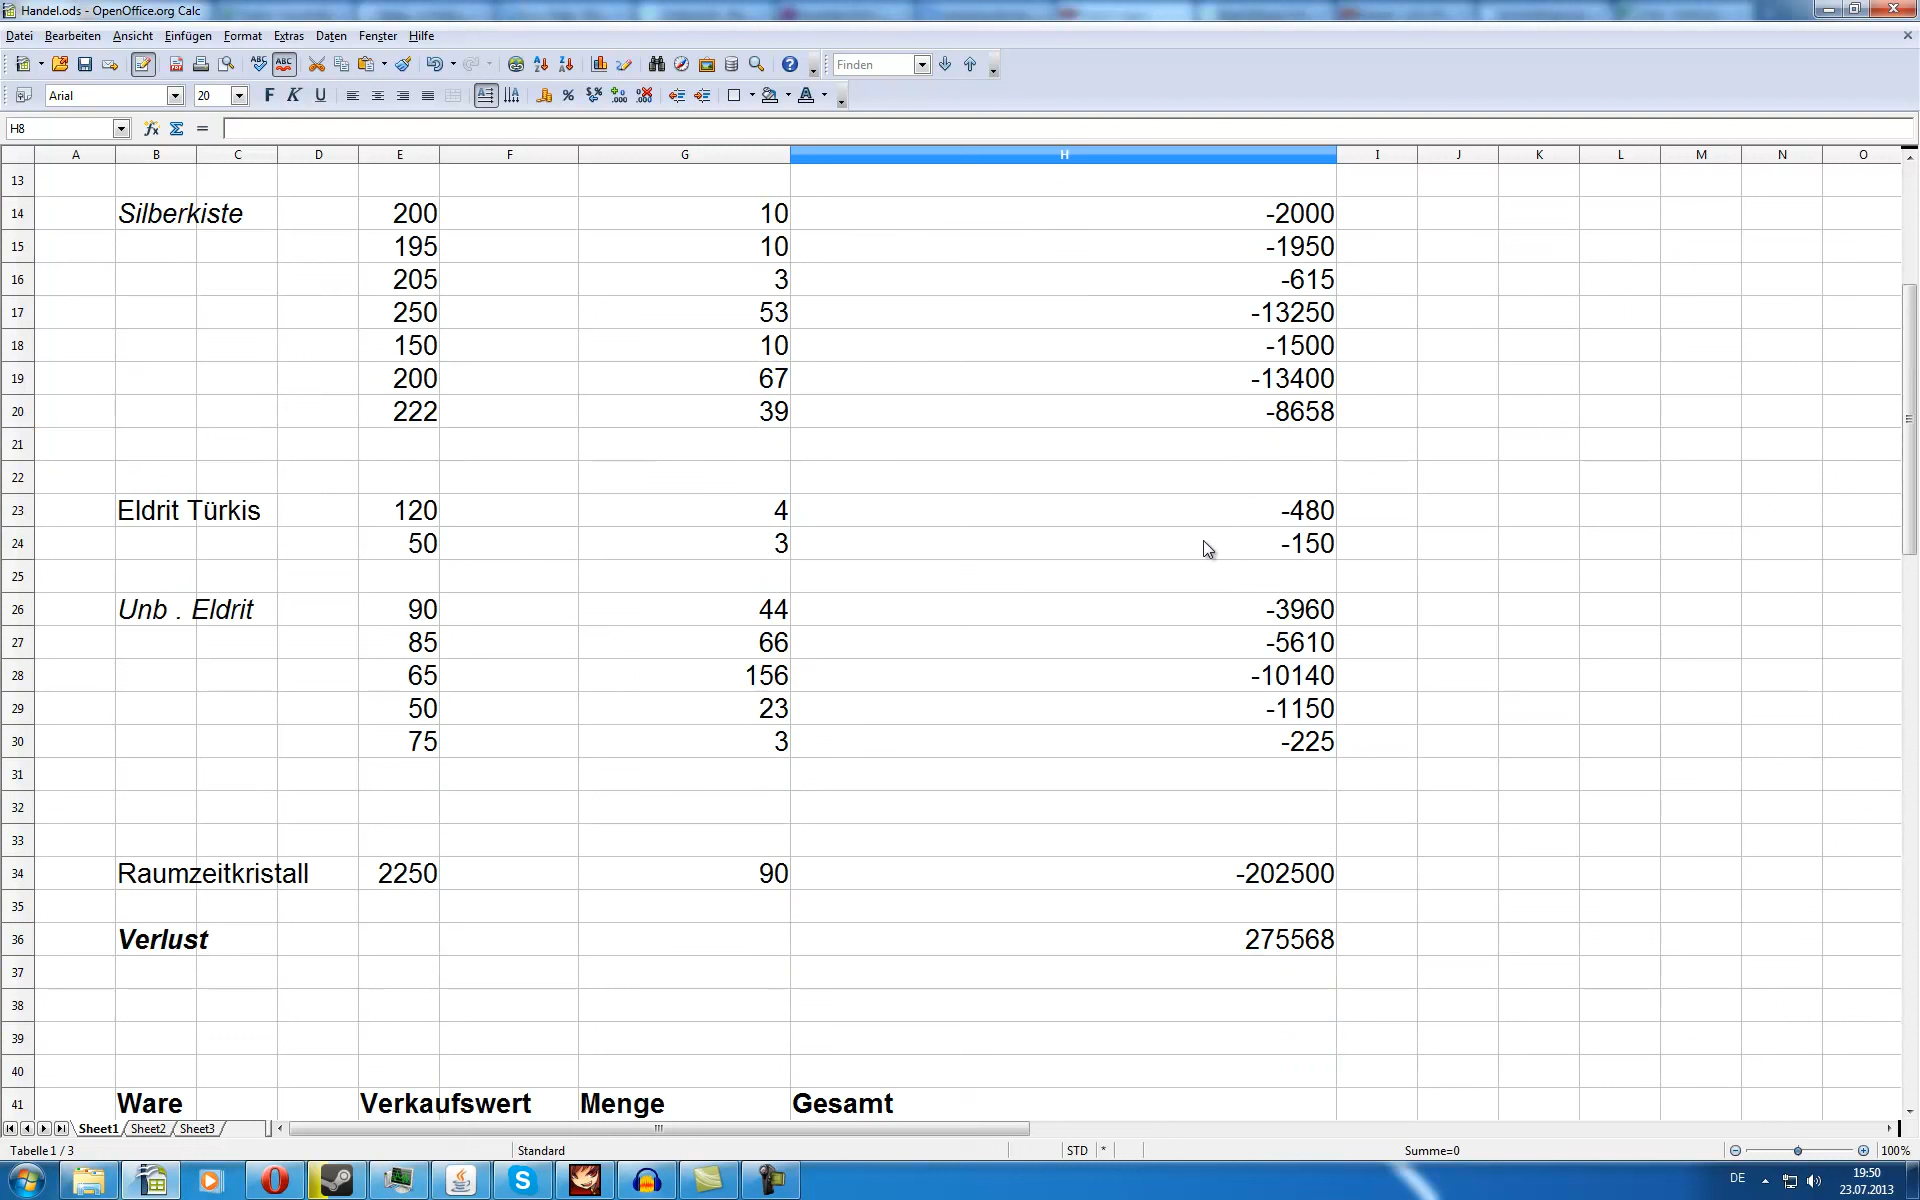 Handel.ods - OpenOffice.org Calc
Datei Bearbeiten Ansicht Einfügen Format Extras Daten Fenster Hilfe
Finden
Arial 20 F K U
H8
A B C D E F G H I J K L M N O
13
14 Silberkiste 200 10 -2000
15 195 10 -1950
16 205 3 -615
17 250 53 -13250
18 150 10 -1500
19 200 67 -13400
20 222 39 -8658
21
22
23 Eldrit Türkis 120 4 -480
24 50 3 -150
25
26 Unb . Eldrit 90 44 -3960
27 85 66 -5610
28 65 156 -10140
29 50 23 -1150
30 75 3 -225
31
32
33
34 Raumzeitkristall 2250 90 -202500
35
36 Verlust 275568
37
38
39
40
41 Ware Verkaufswert Menge Gesamt
Sheet1 Sheet2 Sheet3
Tabelle 1 / 3 Standard STD * Summe=0 100%
DE 19:50
23.07.2013